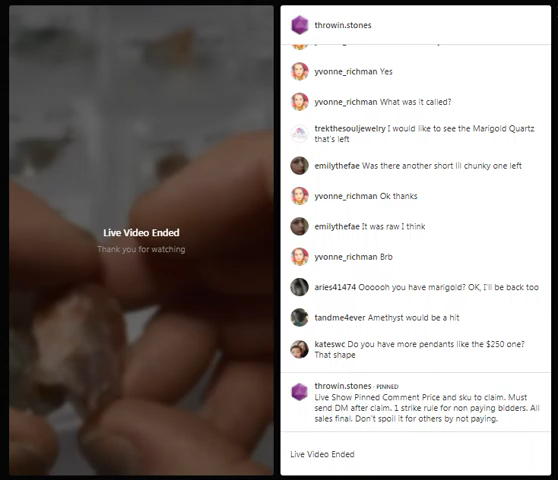 Live Video Ended
Thank you for watching
throwin.stones
yvonne_richman Yes
yvonne_richman What was it called?
trekthesouljewelry I would like to see the Marigold Quartz
that's left
emilythefae Was there another short lil chunky one left
yvonne_richman Ok thanks
emilythefae It was raw I think
yvonne_richman Brb
aries41474 Oooooh you have marigold? OK, I'll be back too
tandme4ever Amethyst would be a hit
kateswc Do you have more pendants like the $250 one?
That shape
throwin.stones · PINNED
Live Show Pinned Comment Price and sku to claim. Must
send DM after claim. 1 strike rule for non paying bidders. All
sales final. Don't spoil it for others by not paying.
Live Video Ended